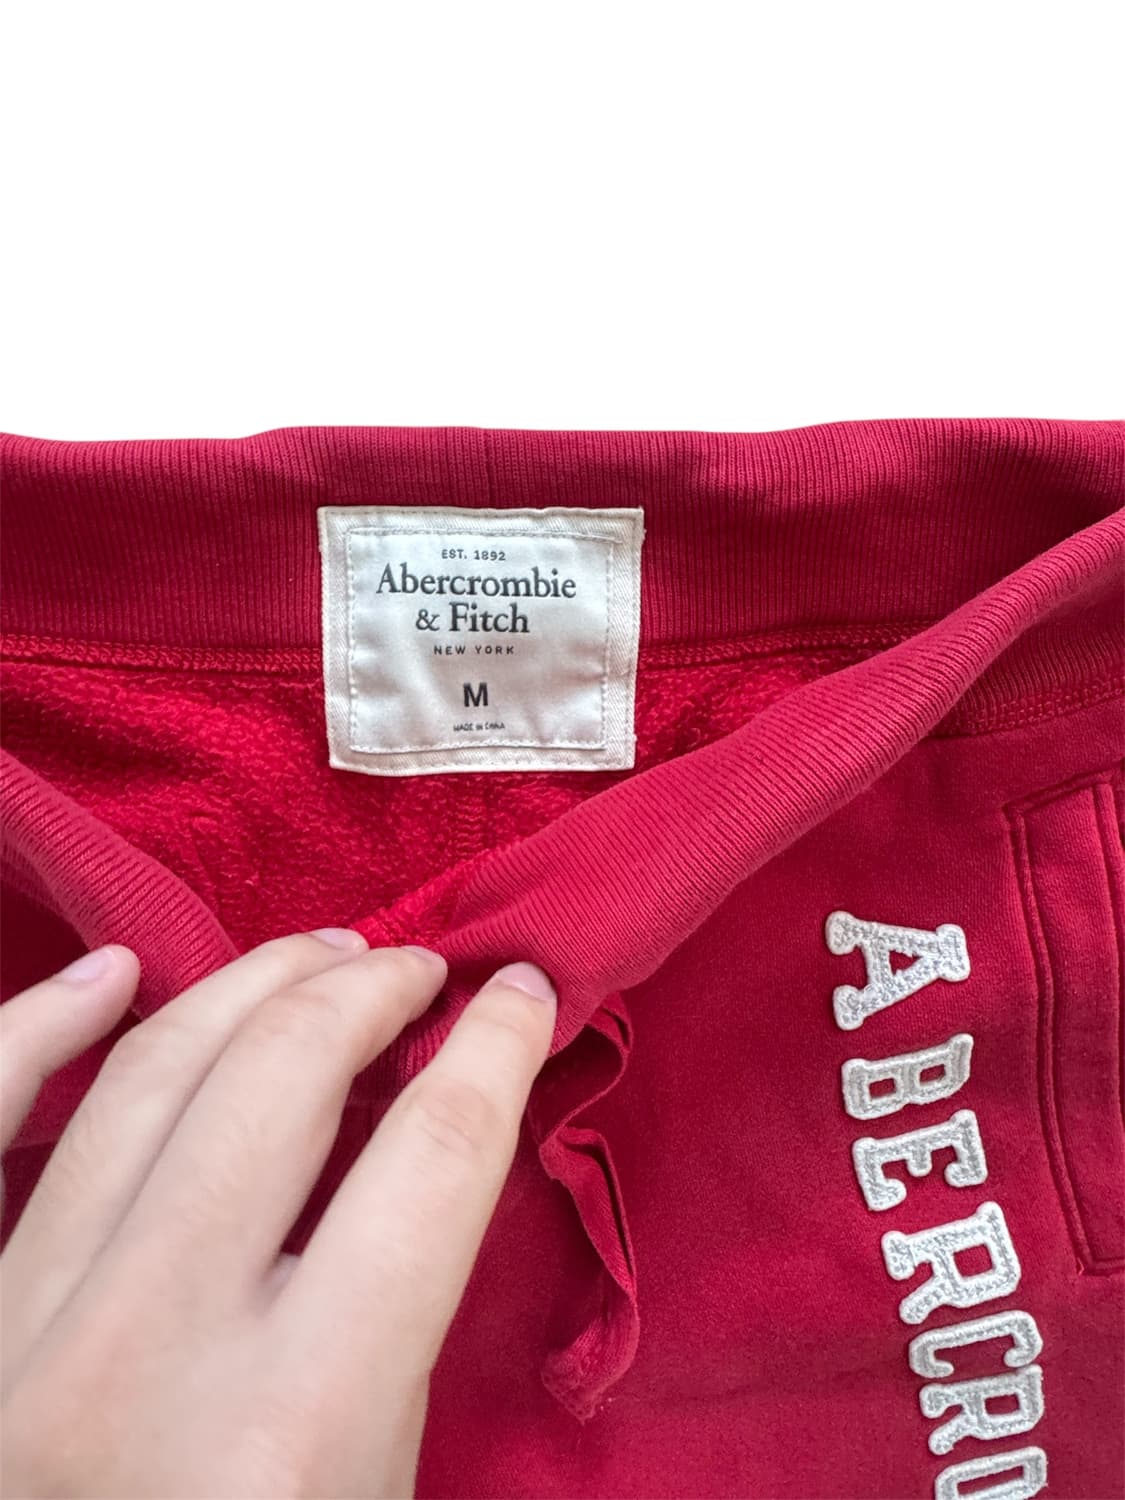 EST. 1892
Abercrombie
& Fitch
NEW YORK
M
MADE IN CHINA
ABERCRO